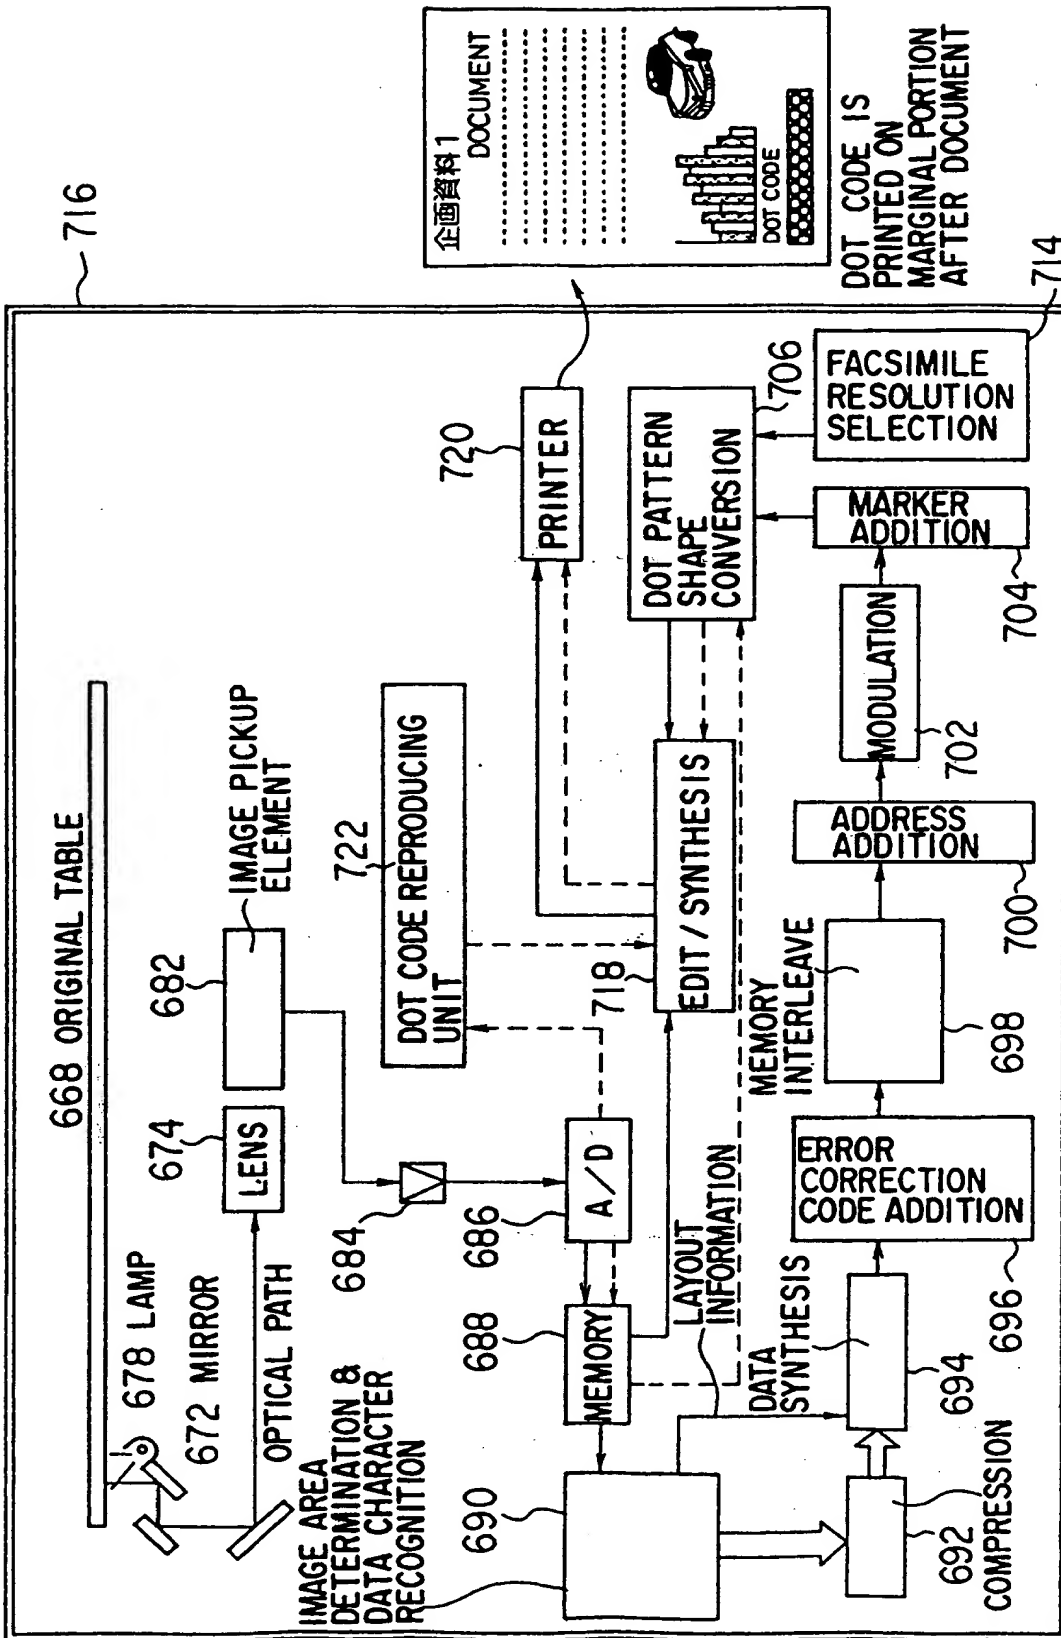 716
668 ORIGINAL TABLE
678 LAMP
672 MIRROR
OPTICAL PATH
674
LENS
682
IMAGE PICKUP
ELEMENT
684
722
DOT CODE REPRODUCING
UNIT
720
PRINTER
企画資料1
DOCUMENT
DOT CODE
DOT CODE IS
PRINTED ON
MARGINAL PORTION
AFTER DOCUMENT
IMAGE AREA
DETERMINATION &
DATA CHARACTER
RECOGNITION
690
688
MEMORY
686
A/D
718
EDIT / SYNTHESIS
DOT PATTERN
SHAPE
CONVERSION
706
LAYOUT
INFORMATION
DATA
SYNTHESIS
692
COMPRESSION
694
ERROR
CORRECTION
CODE ADDITION
696
MEMORY
INTERLEAVE
698
ADDRESS
ADDITION
700
MODULATION
702
MARKER
ADDITION
704
FACSIMILE
RESOLUTION
SELECTION
714